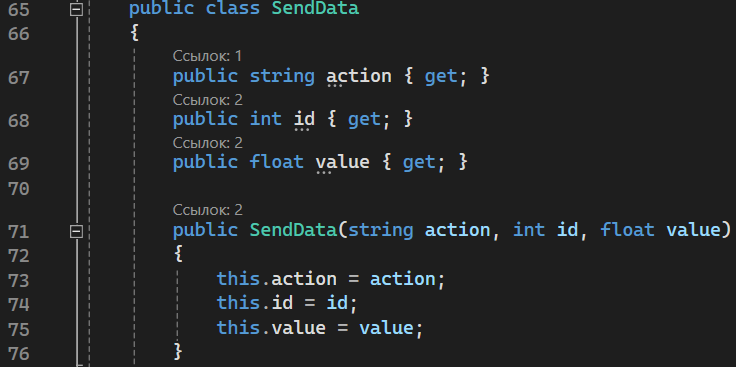 65 public class SendData
66 {
Ссылок: 1
67 public string action { get; }
Ссылок: 2
68 public int id { get; }
Ссылок: 2
69 public float value { get; }
70
Ссылок: 2
71 public SendData(string action, int id, float value)
72 {
73 this.action = action;
74 this.id = id;
75 this.value = value;
76 }